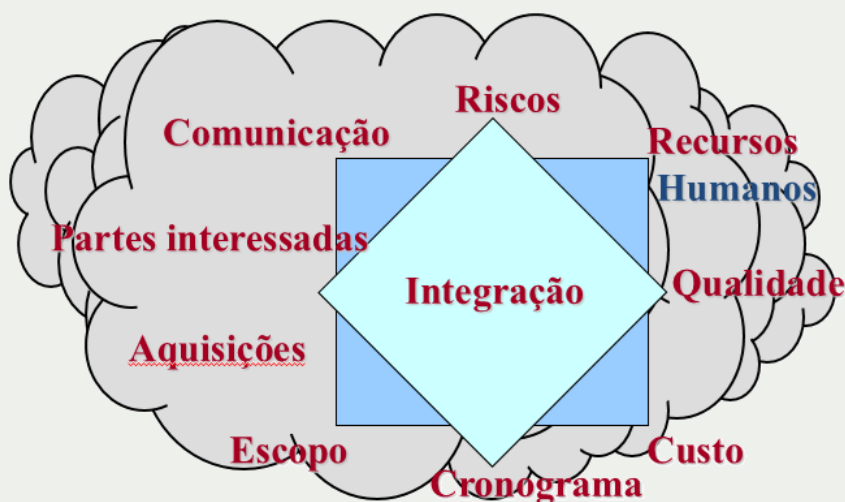 Riscos
Comunicação
Recursos
Humanos
Partes interessadas
Integração
Qualidade
Aquisições
Escopo
Custo
Cronograma